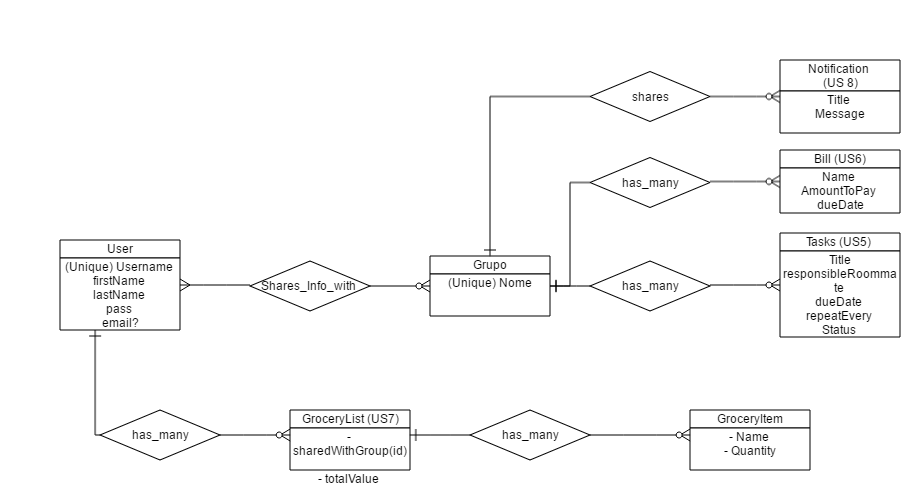 Notification
(US 8)
Title
Message
shares
Bill (US6)
Name
AmountToPay
dueDate
has_many
Tasks (US5)
Title
responsibleRoomma
te
dueDate
repeatEvery
Status
has_many
User
(Unique) Username
firstName
lastName
pass
email?
Shares_Info_with
Grupo
(Unique) Nome
has_many
GroceryList (US7)
-
sharedWithGroup(id)
- totalValue
has_many
GroceryItem
- Name
- Quantity